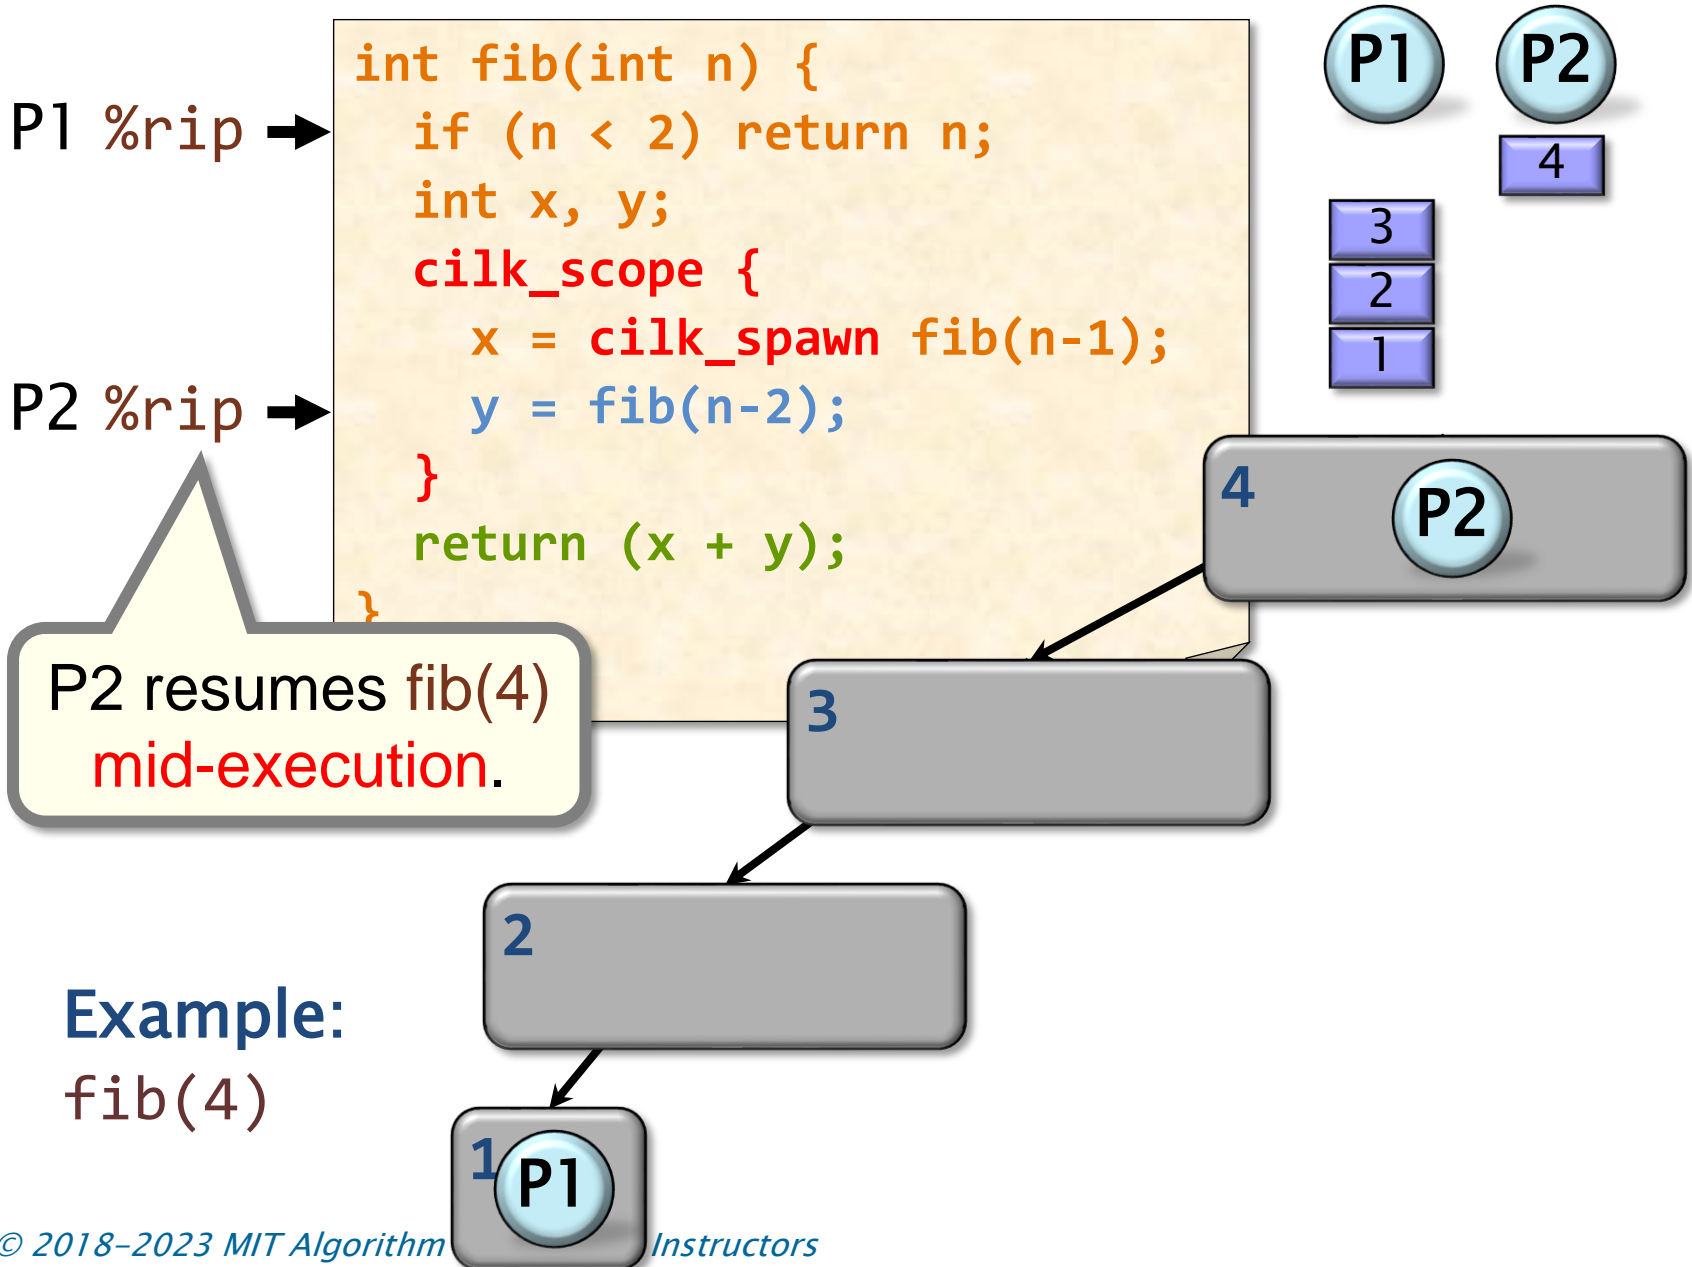 int fib(int n) {
if (n < 2) return n;
int x, y;
cilk_scope {
x = cilk_spawn fib(n-1);
y = fib(n-2);
}
return (x + y);
}
P1 %rip
P2 %rip
P2 resumes fib(4)
mid-execution.
P1
P2
4
3
2
1
4
P2
3
2
1
P1
Example:
fib(4)
© 2018-2023 MIT Algorithm
Instructors